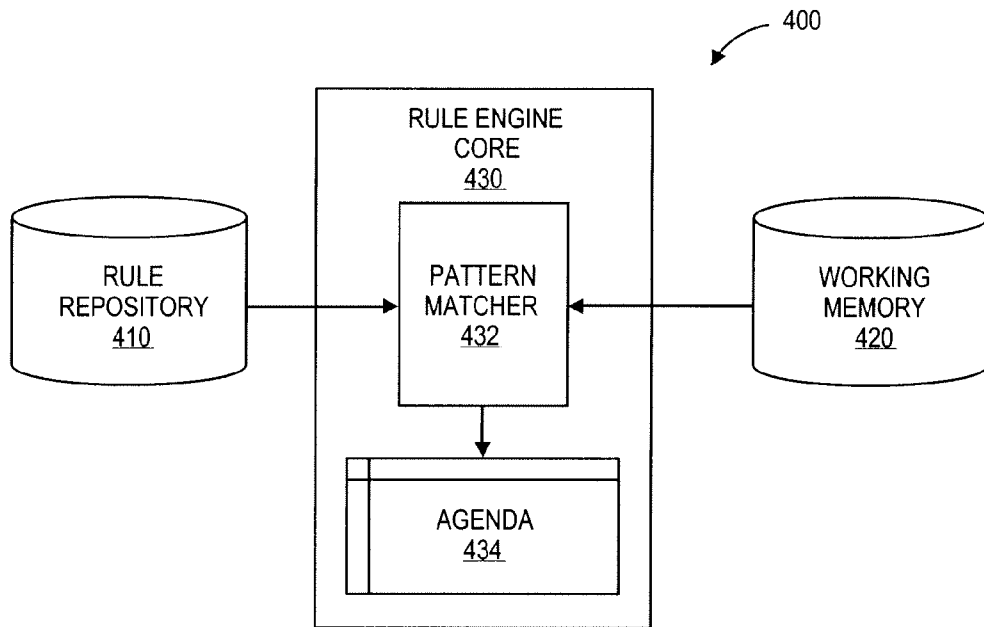 400
RULE ENGINE
CORE
430
RULE
REPOSITORY
410
PATTERN
MATCHER
432
WORKING
MEMORY
420
AGENDA
434